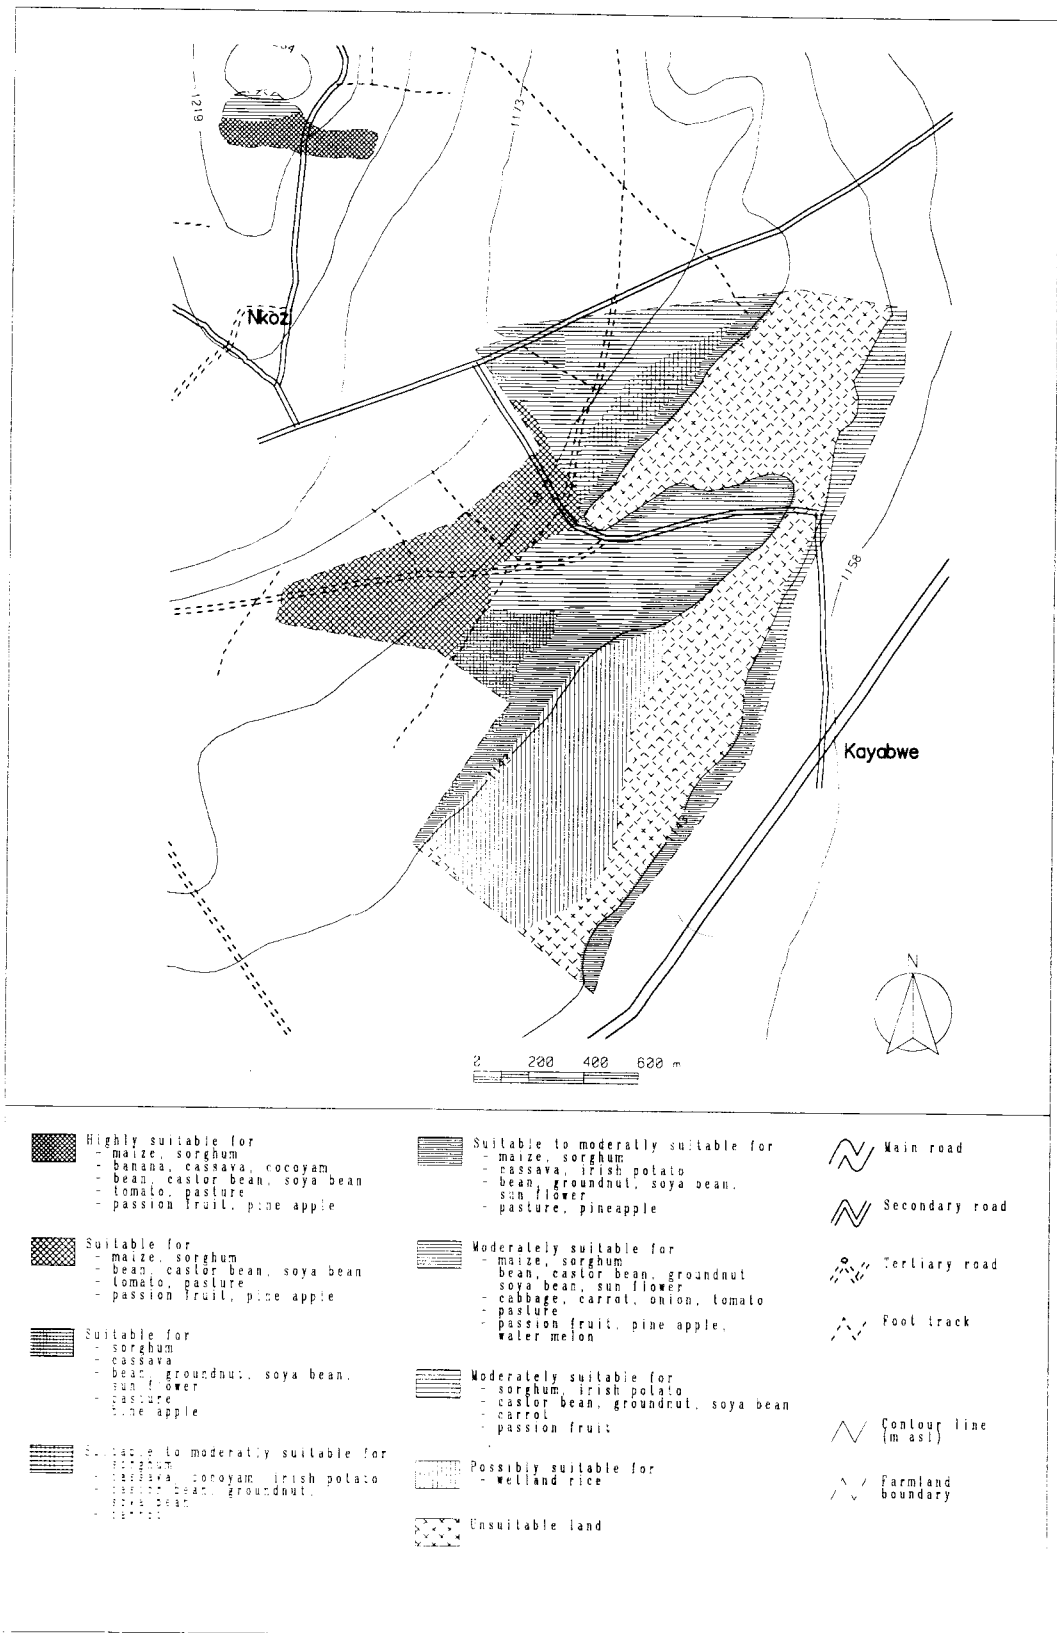 1219
1173
Nkozi
1158
Kayabwe
N
0 200 400 600 m
Highly suitable for
- maize, sorghum
- banana, cassava, cocoyam
- bean, castor bean, soya bean
- tomato, pasture
- passion fruit, pine apple
Suitable for
- maize, sorghum
- bean, castor bean, soya bean
- tomato, pasture
- passion fruit, pine apple
Suitable for
- sorghum
- cassava
- bean, groundnut, soya bean,
sun flower
- pasture
- pine apple
Suitable to moderatly suitable for
- sorghum
- cassava, cocoyam, irish potato
- castor bean, groundnut,
soya bean
- carrot
Suitable to moderatly suitable for
- maize, sorghum
- cassava, irish potato
- bean, groundnut, soya bean,
sun flower
- pasture, pineapple
Moderately suitable for
- maize, sorghum
bean, castor bean, groundnut
soya bean, sun flower
- cabbage, carrot, onion, tomato
- pasture
- passion fruit, pine apple,
water melon
Moderately suitable for
- sorghum, irish potato
- castor bean, groundnut, soya bean
- carrot
- passion fruit
Possibly suitable for
- wetland rice
Unsuitable land
Main road
Secondary road
Tertiary road
Foot track
Contour line
(m asl)
Farmland
boundary